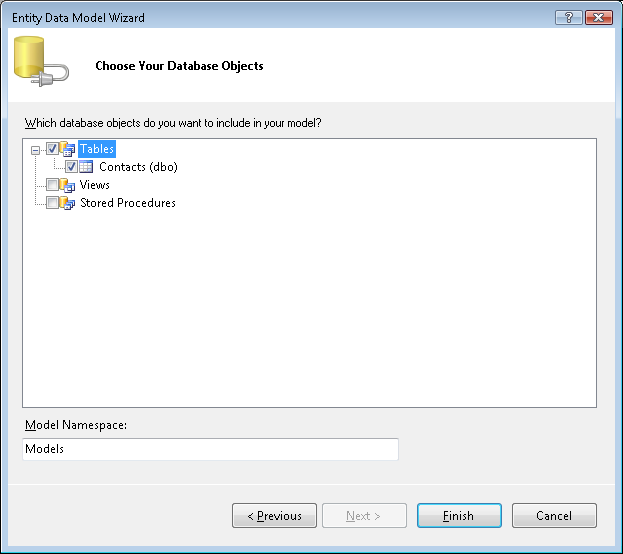 Entity Data Model Wizard
Choose Your Database Objects
Which database objects do you want to include in your model?
Tables
Contacts (dbo)
Views
Stored Procedures
Model Namespace:
Models
< Previous
Next >
Finish
Cancel